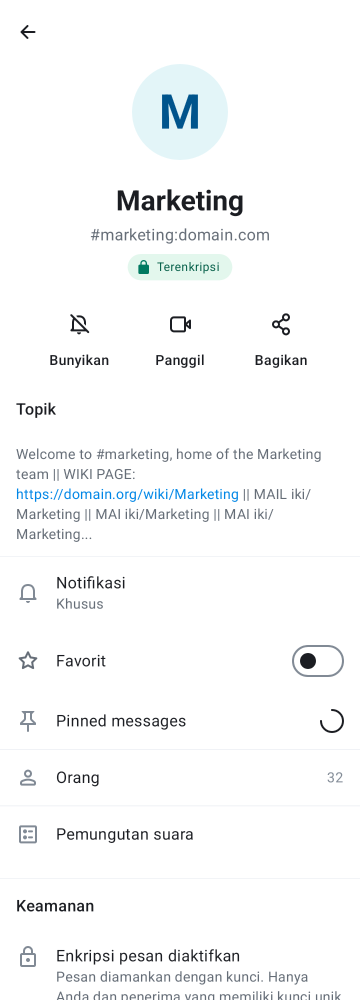 M
Marketing
#marketing:domain.com
Terenkripsi
Bunyikan
Panggil
Bagikan
Topik
Welcome to #marketing, home of the Marketing
team || WIKI PAGE:
https://domain.org/wiki/Marketing || MAIL iki/
Marketing || MAI iki/Marketing || MAI iki/
Marketing...
Notifikasi
Khusus
Favorit
Pinned messages
Orang
32
Pemungutan suara
Keamanan
Enkripsi pesan diaktifkan
Pesan diamankan dengan kunci. Hanya
Anda dan penerima yang memiliki kunci unik